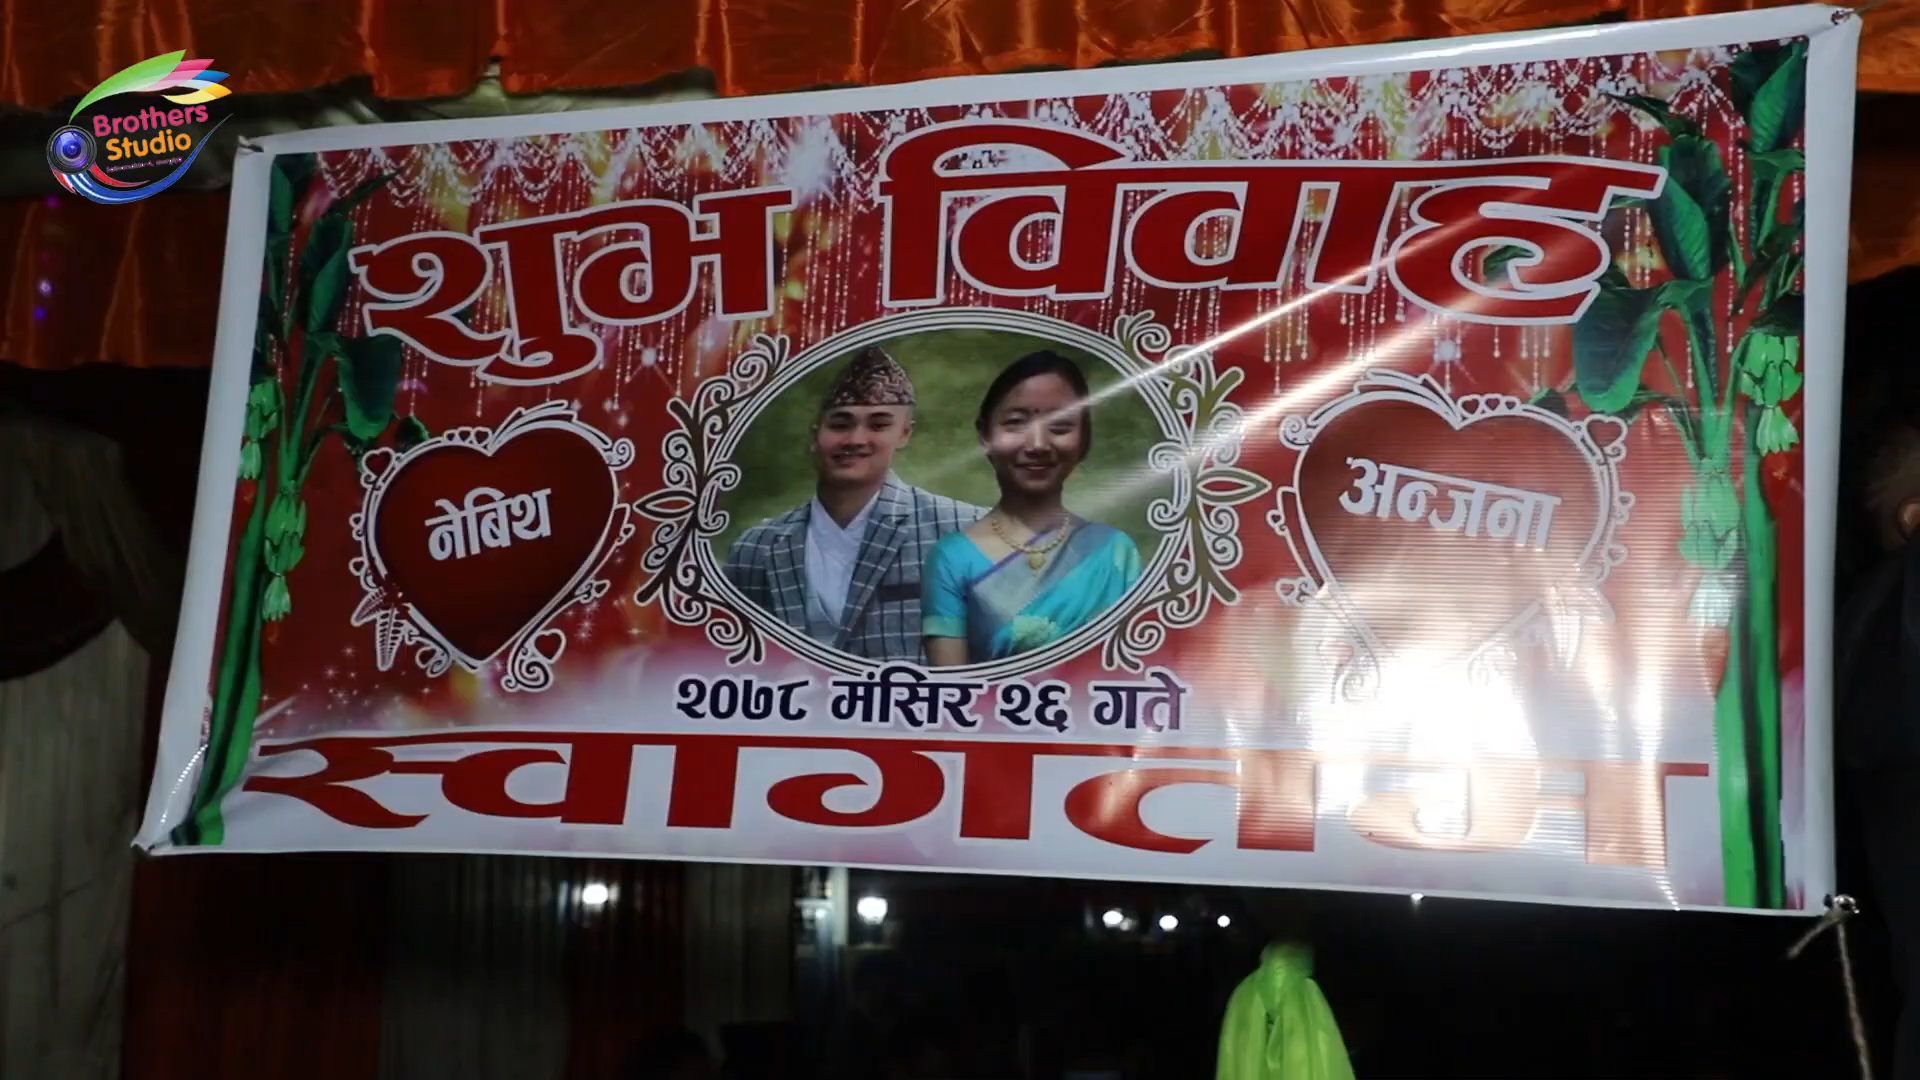 Brothers
Studio
शुभ विवाह
नेबिथ
अन्जना
२०७८ मंसिर २६ गते
स्वागतम